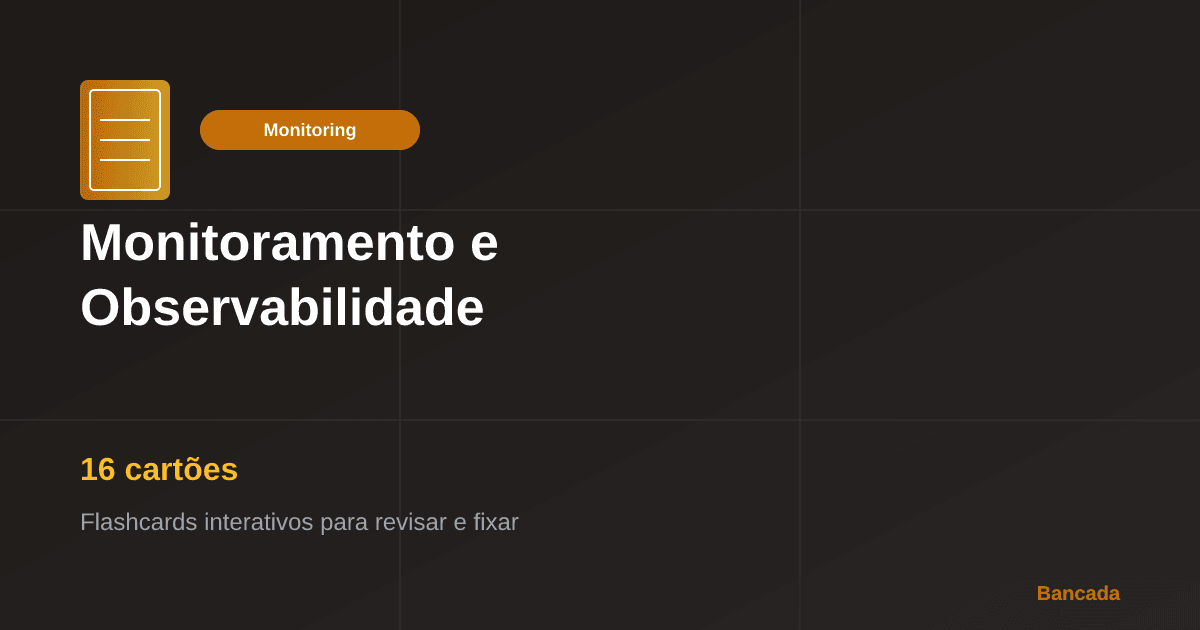 Monitoring
Monitoramento e
Observabilidade
16 cartões
Flashcards interativos para revisar e fixar
Bancada